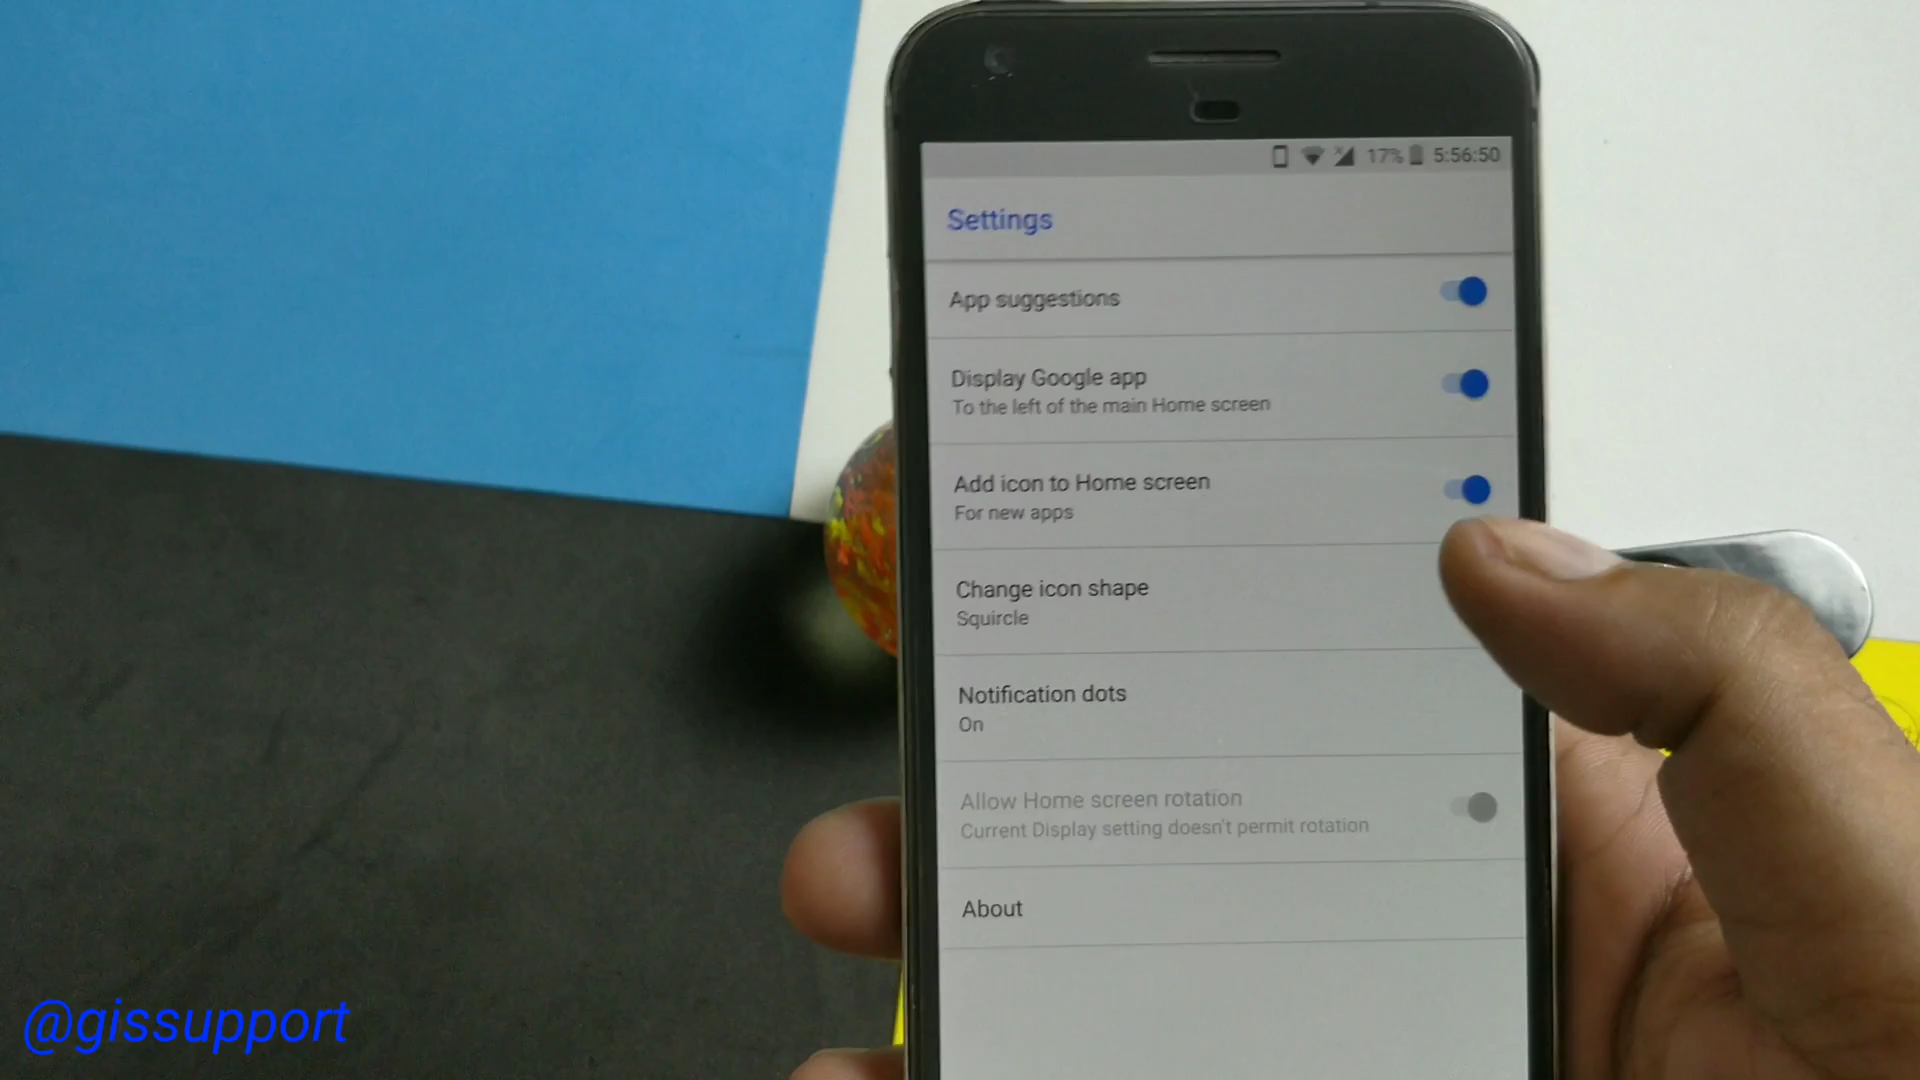 17% 5:56:50
Settings
App suggestions
Display Google app
To the left of the main Home screen
Add icon to Home screen
For new apps
Change icon shape
Squircle
Notification dots
On
Allow Home screen rotation
Current Display setting doesn't permit rotation
About
@gissupport